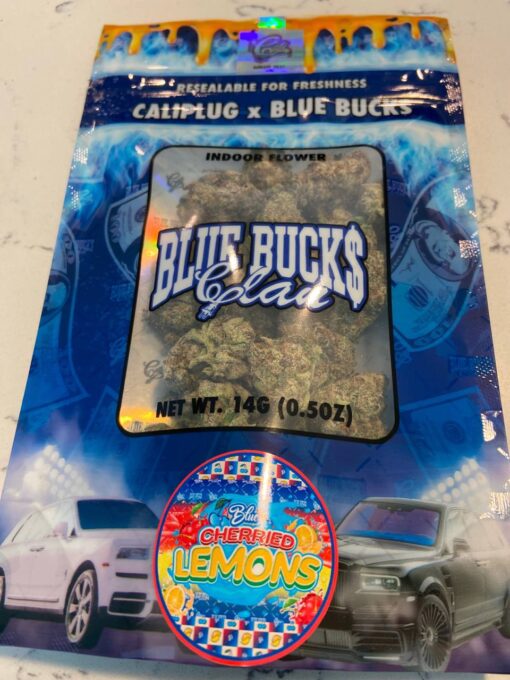 RESEALABLE FOR FRESHNESS
CALIPLUG x BLUE BUCKS
INDOOR FLOWER
BLUE BUCK$
Clan
NET WT. 14G (0.5OZ)
Blue
CHERRIED
LEMONS